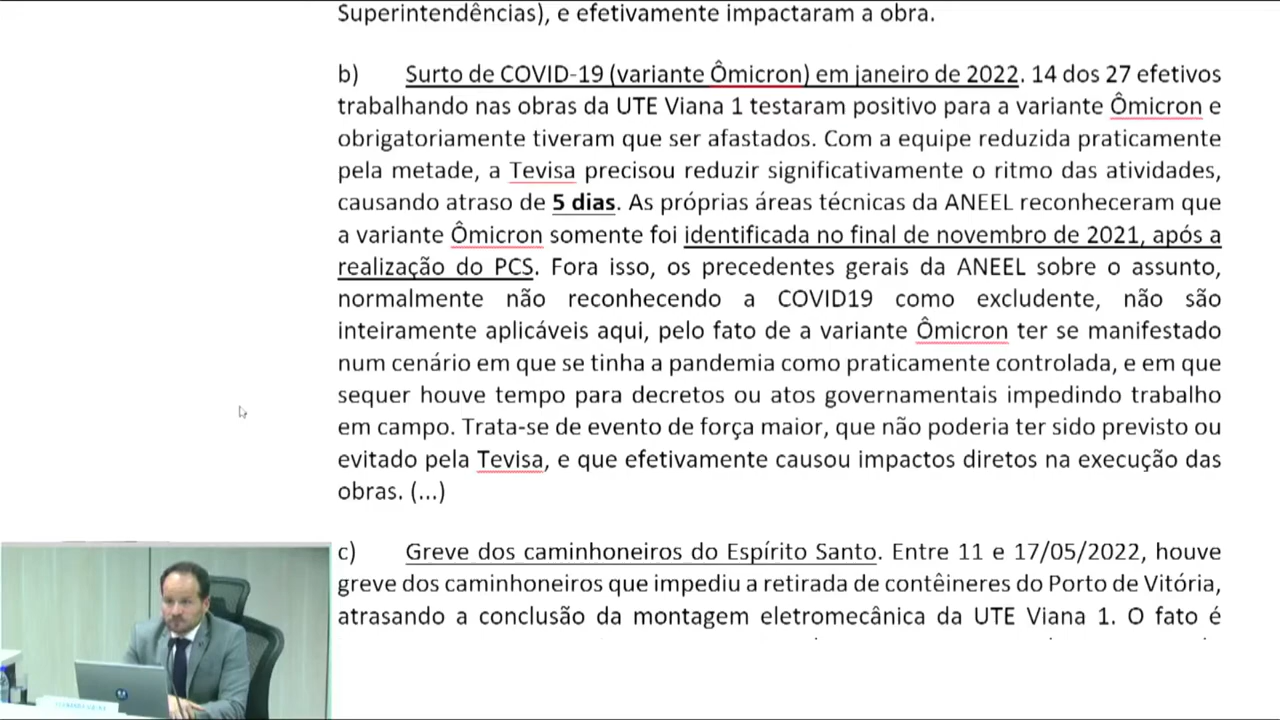 Superintendências), e efetivamente impactaram a obra.
b) Surto de COVID-19 (variante Ômicron) em janeiro de 2022. 14 dos 27 efetivos
trabalhando nas obras da UTE Viana 1 testaram positivo para a variante Ômicron e
obrigatoriamente tiveram que ser afastados. Com a equipe reduzida praticamente
pela metade, a Tevisa precisou reduzir significativamente o ritmo das atividades,
causando atraso de 5 dias. As próprias áreas técnicas da ANEEL reconheceram que
a variante Ômicron somente foi identificada no final de novembro de 2021, após a
realização do PCS. Fora isso, os precedentes gerais da ANEEL sobre o assunto,
normalmente não reconhecendo a COVID19 como excludente, não são
inteiramente aplicáveis aqui, pelo fato de a variante Ômicron ter se manifestado
num cenário em que se tinha a pandemia como praticamente controlada, e em que
sequer houve tempo para decretos ou atos governamentais impedindo trabalho
em campo. Trata-se de evento de força maior, que não poderia ter sido previsto ou
evitado pela Tevisa, e que efetivamente causou impactos diretos na execução das
obras. (...)
c) Greve dos caminhoneiros do Espírito Santo. Entre 11 e 17/05/2022, houve
greve dos caminhoneiros que impediu a retirada de contêineres do Porto de Vitória,
atrasando a conclusão da montagem eletromecânica da UTE Viana 1. O fato é